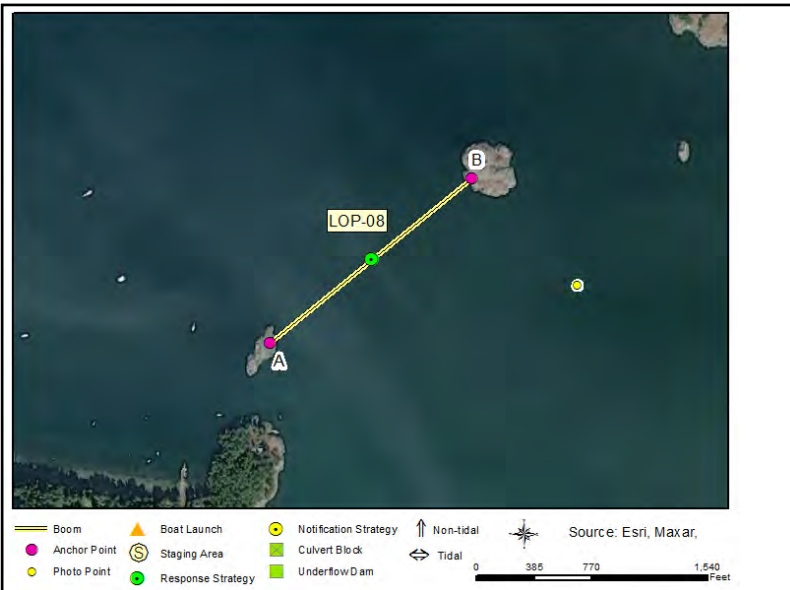 B
LOP-08
A
Boom Boat Launch Notification Strategy Non-tidal Source: Esri, Maxar,
Anchor Point S Staging Area Culvert Block Tidal
Photo Point Response Strategy Underflow Dam
0 385 770 1,540
Feet